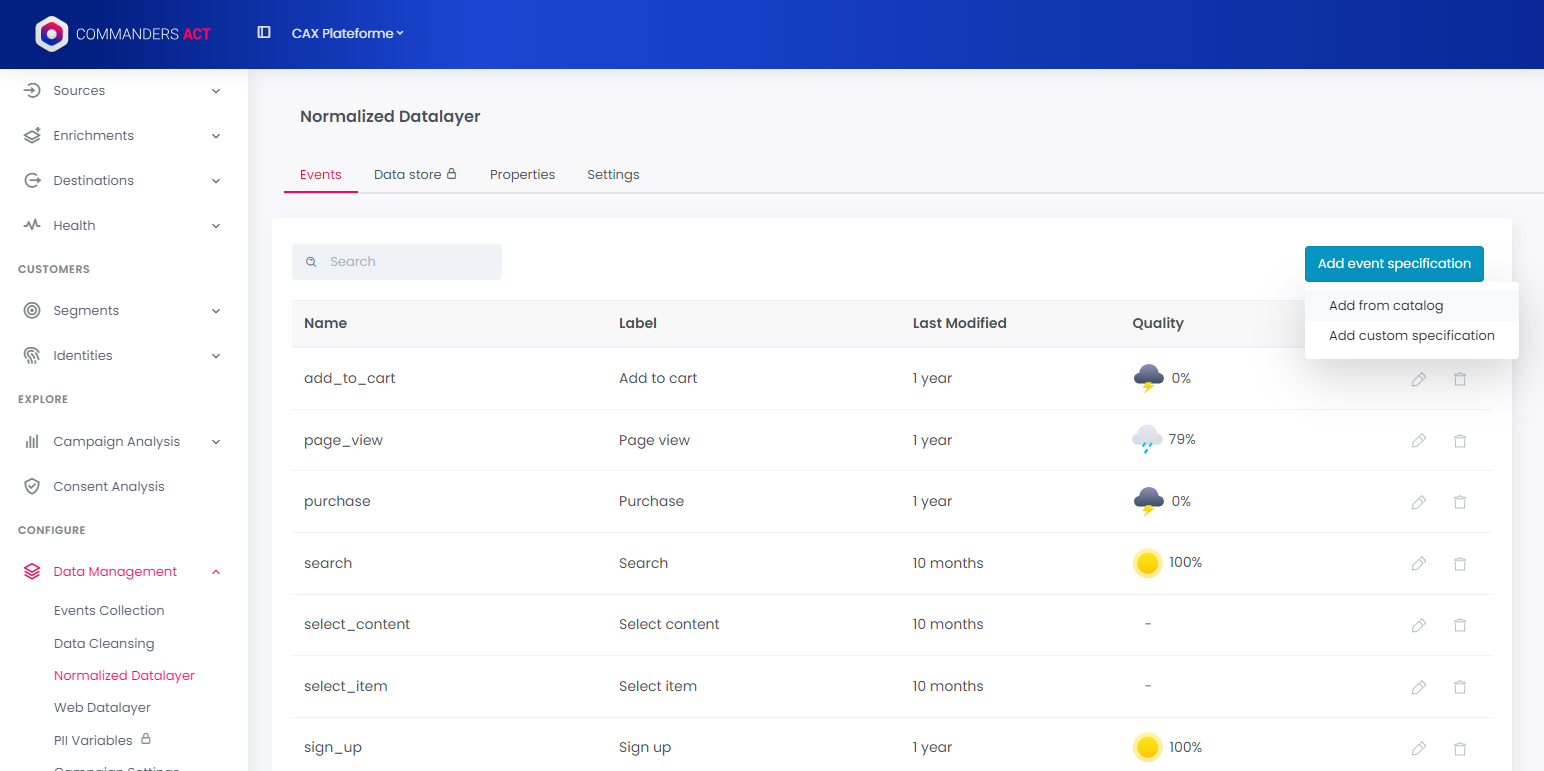 COMMANDERS ACT
CAX Plateforme
Sources
Enrichments
Destinations
Health
CUSTOMERS
Segments
Identities
EXPLORE
Campaign Analysis
Consent Analysis
CONFIGURE
Data Management
Events Collection
Data Cleansing
Normalized Datalayer
Web Datalayer
PII Variables
Campaign Settings
Normalized Datalayer
Events Data store Properties Settings
Search
Add event specification
Add from catalog
Add custom specification
Name Label Last Modified Quality
add_to_cart Add to cart 1 year 0%
page_view Page view 1 year 79%
purchase Purchase 1 year 0%
search Search 10 months 100%
select_content Select content 10 months -
select_item Select item 10 months -
sign_up Sign up 1 year 100%